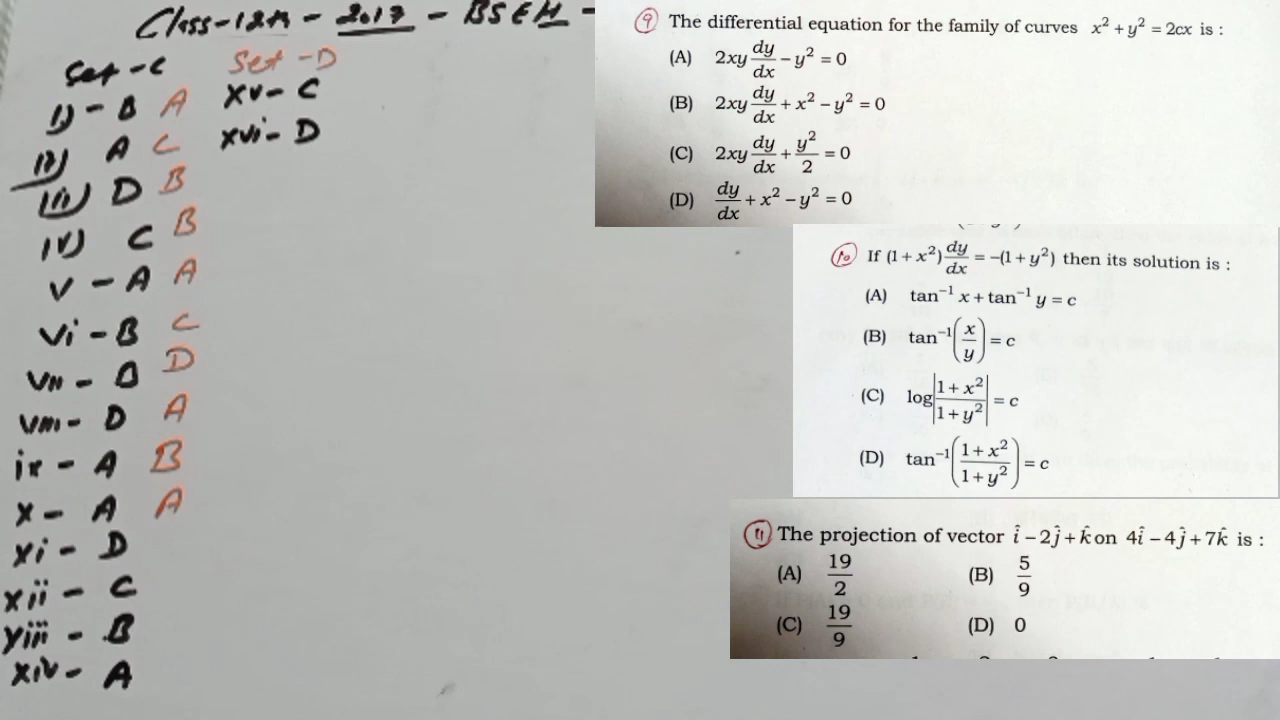 Class-12th - 2017 - BSEH -
Set-C Set-D
i) - B A xv- C
ii) A C xvi- D
iii) D B
iv) C B
v - A A
vi - B C
vii - D
viii- D A
ix - A B
x - A A
xi - D
xii - C
xiii - B
xiv - A
9 The differential equation for the family of curves x² + y² = 2cx is :
(A) 2xy dy/dx − y² = 0
(B) 2xy dy/dx + x² − y² = 0
(C) 2xy dy/dx + y²/2 = 0
(D) dy/dx + x² − y² = 0
10 If (1 + x²) dy/dx = −(1 + y²) then its solution is :
(A) tan⁻¹ x + tan⁻¹ y = c
(B) tan⁻¹(x/y) = c
(C) log|1 + x²/1 + y²| = c
(D) tan⁻¹(1 + x²/1 + y²) = c
11 The projection of vector î − 2ĵ + k̂ on 4î − 4ĵ + 7k̂ is :
(A) 19/2 (B) 5/9
(C) 19/9 (D) 0